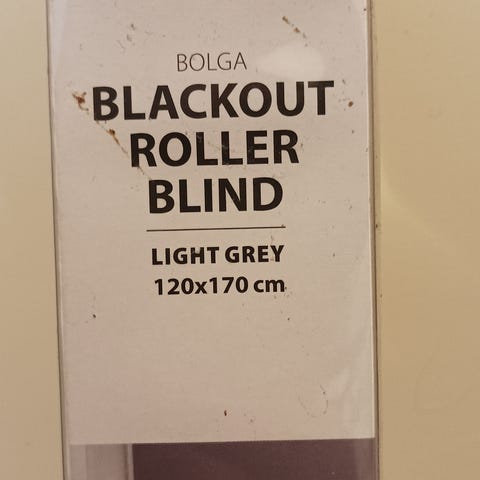 BOLGA
BLACKOUT
ROLLER
BLIND
LIGHT GREY
120x170 cm